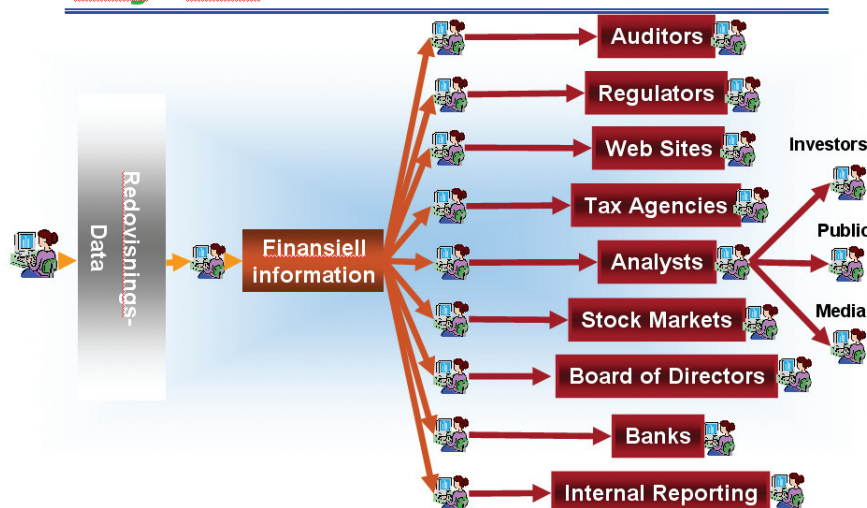 Auditors
Regulators
Web Sites
Investors
Tax Agencies
Redovisnings-
Data
Finansiell
information
Analysts
Public
Stock Markets
Media
Board of Directors
Banks
Internal Reporting